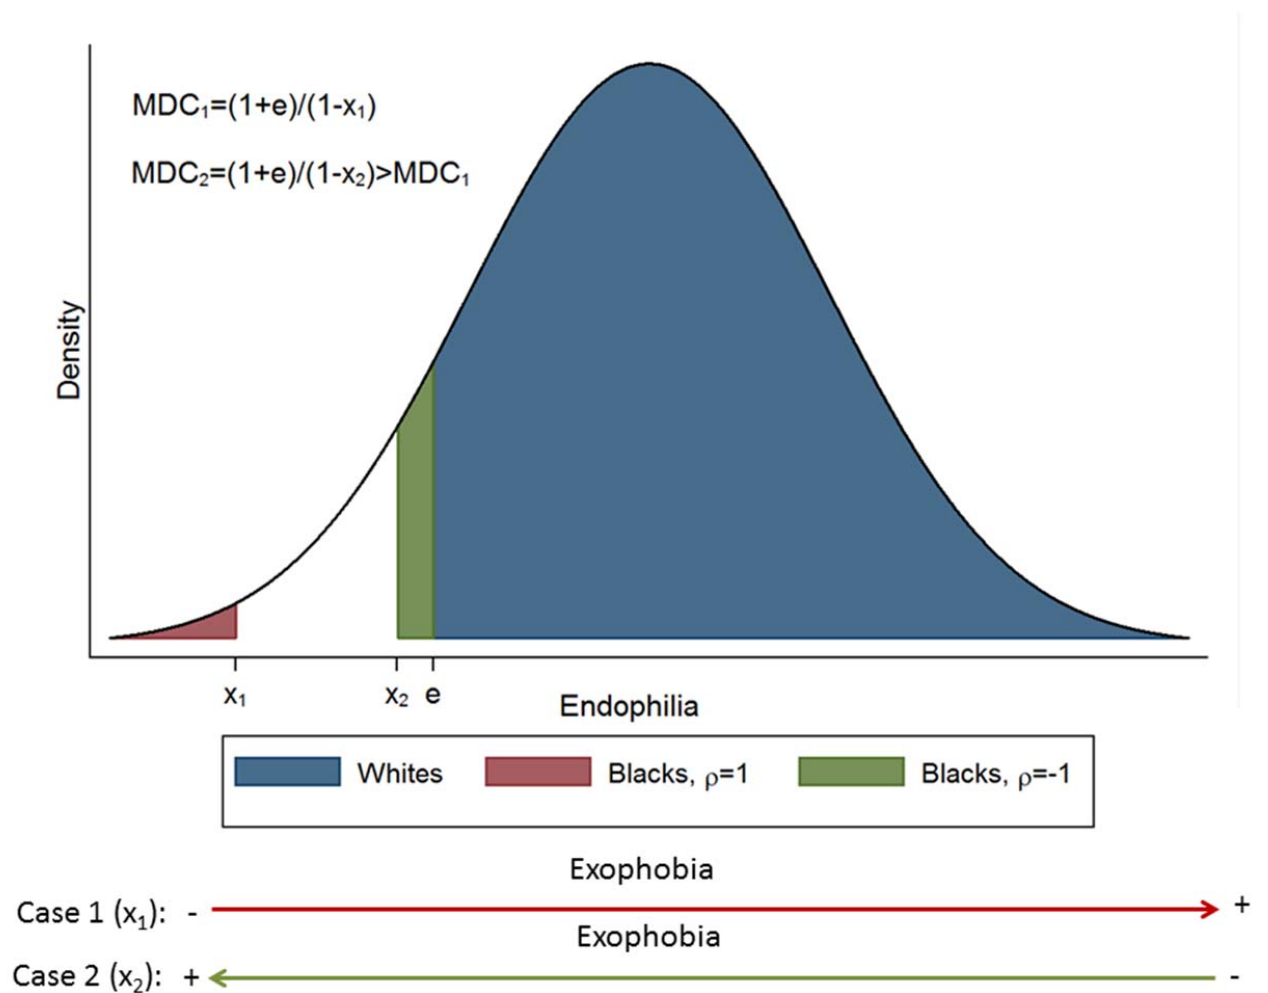 MDC₁=(1+e)/(1-x₁)
MDC₂=(1+e)/(1-x₂)>MDC₁
Density
x₁ x₂ e
Endophilia
Whites Blacks, ρ=1 Blacks, ρ=-1
Exophobia
Case 1 (x₁): - +
Exophobia
Case 2 (x₂): + -